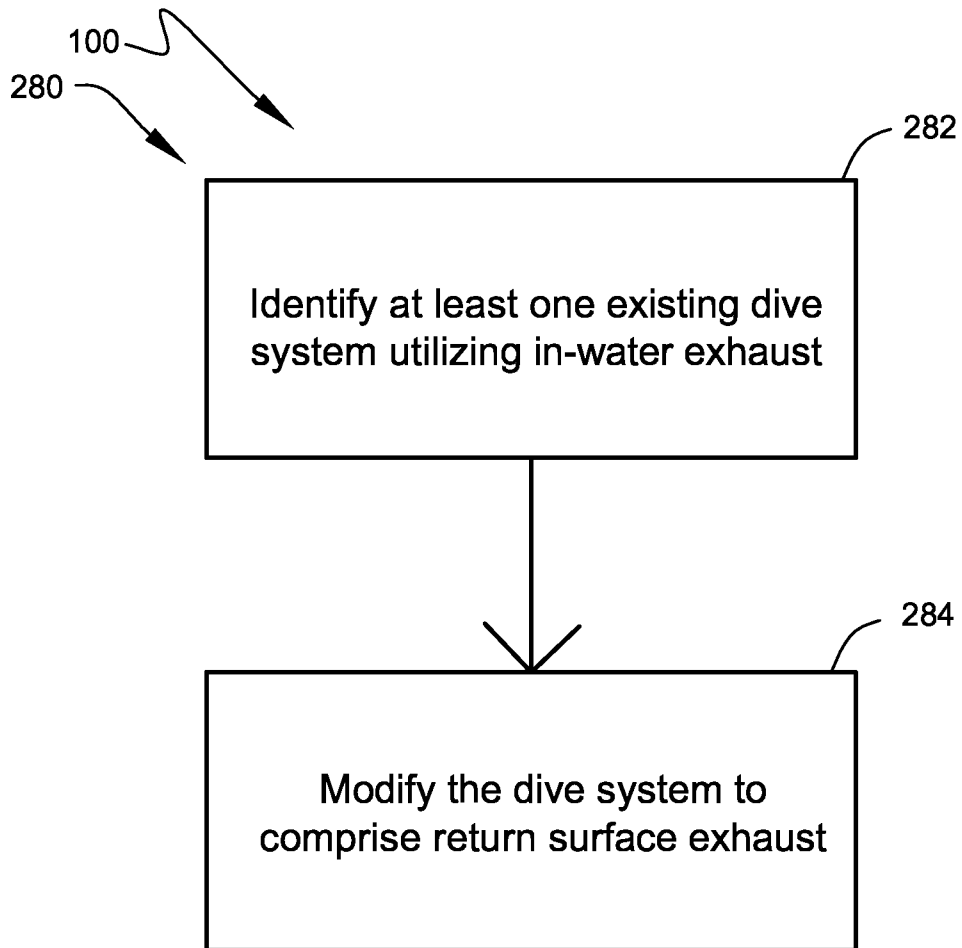 100
280
282
Identify at least one existing dive
system utilizing in-water exhaust
284
Modify the dive system to
comprise return surface exhaust